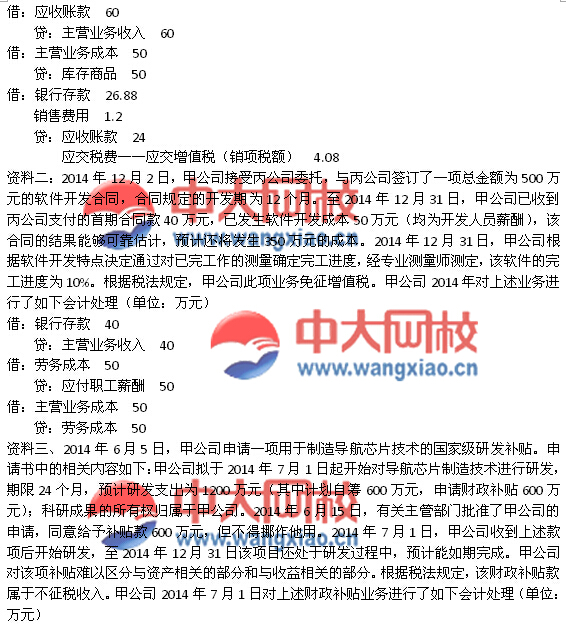 借：应收账款 60
贷：主营业务收入 60
借：主营业务成本 50
贷：库存商品 50
借：银行存款 26.88
销售费用 1.2
贷：应收账款 24
应交税费——应交增值税（销项税额） 4.08
资料二：2014 年 12 月 2 日，甲公司接受丙公司委托，与丙公司签订了一项总金额为 500 万
元的软件开发合同，合同规定的开发期为 12 个月。至 2014 年 12 月 31 日，甲公司已收到
丙公司支付的首期合同款 40 万元，已发生软件开发成本 50 万元（均为开发人员薪酬），该
合同的结果能够可靠估计，预计还将发生 350 万元的成本。2014 年 12 月 31 日，甲公司根
据软件开发特点决定通过对已完工作的测量确定完工进度，经专业测量师测定，该软件的完
工进度为 10%。根据税法规定，甲公司此项业务免征增值税。甲公司 2014 年对上述业务进
行了如下会计处理（单位：万元）
借：银行存款 40
贷：主营业务收入 40
借：劳务成本 50
贷：应付职工薪酬 50
借：主营业务成本 50
贷：劳务成本 50
资料三、2014 年 6 月 5 日，甲公司申请一项用于制造导航芯片技术的国家级研发补贴。申
请书中的相关内容如下：甲公司拟于 2014 年 7 月 1 日起开始对导航芯片制造技术进行研发，
期限 24 个月，预计研发支出为 1200 万元（其中计划自筹 600 万元，申请财政补贴 600 万
元）；科研成果的所有权归属于甲公司。2014 年 6 月 15 日，有关主管部门批准了甲公司的
申请，同意给予补贴款 600 万元，但不得挪作他用。2014 年 7 月 1 日，甲公司收到上述款
项后开始研发，至 2014 年 12 月 31 日该项目还处于研发过程中，预计能如期完成。甲公司
对该项补贴难以区分与资产相关的部分和与收益相关的部分。根据税法规定，该财政补贴款
属于不征税收入。甲公司 2014 年 7 月 1 日对上述财政补贴业务进行了如下会计处理（单位：
万元）
中大网校
www.wangxiao.cn
中大网校
www.wangxiao.cn
中大网校
www.wangxiao.cn